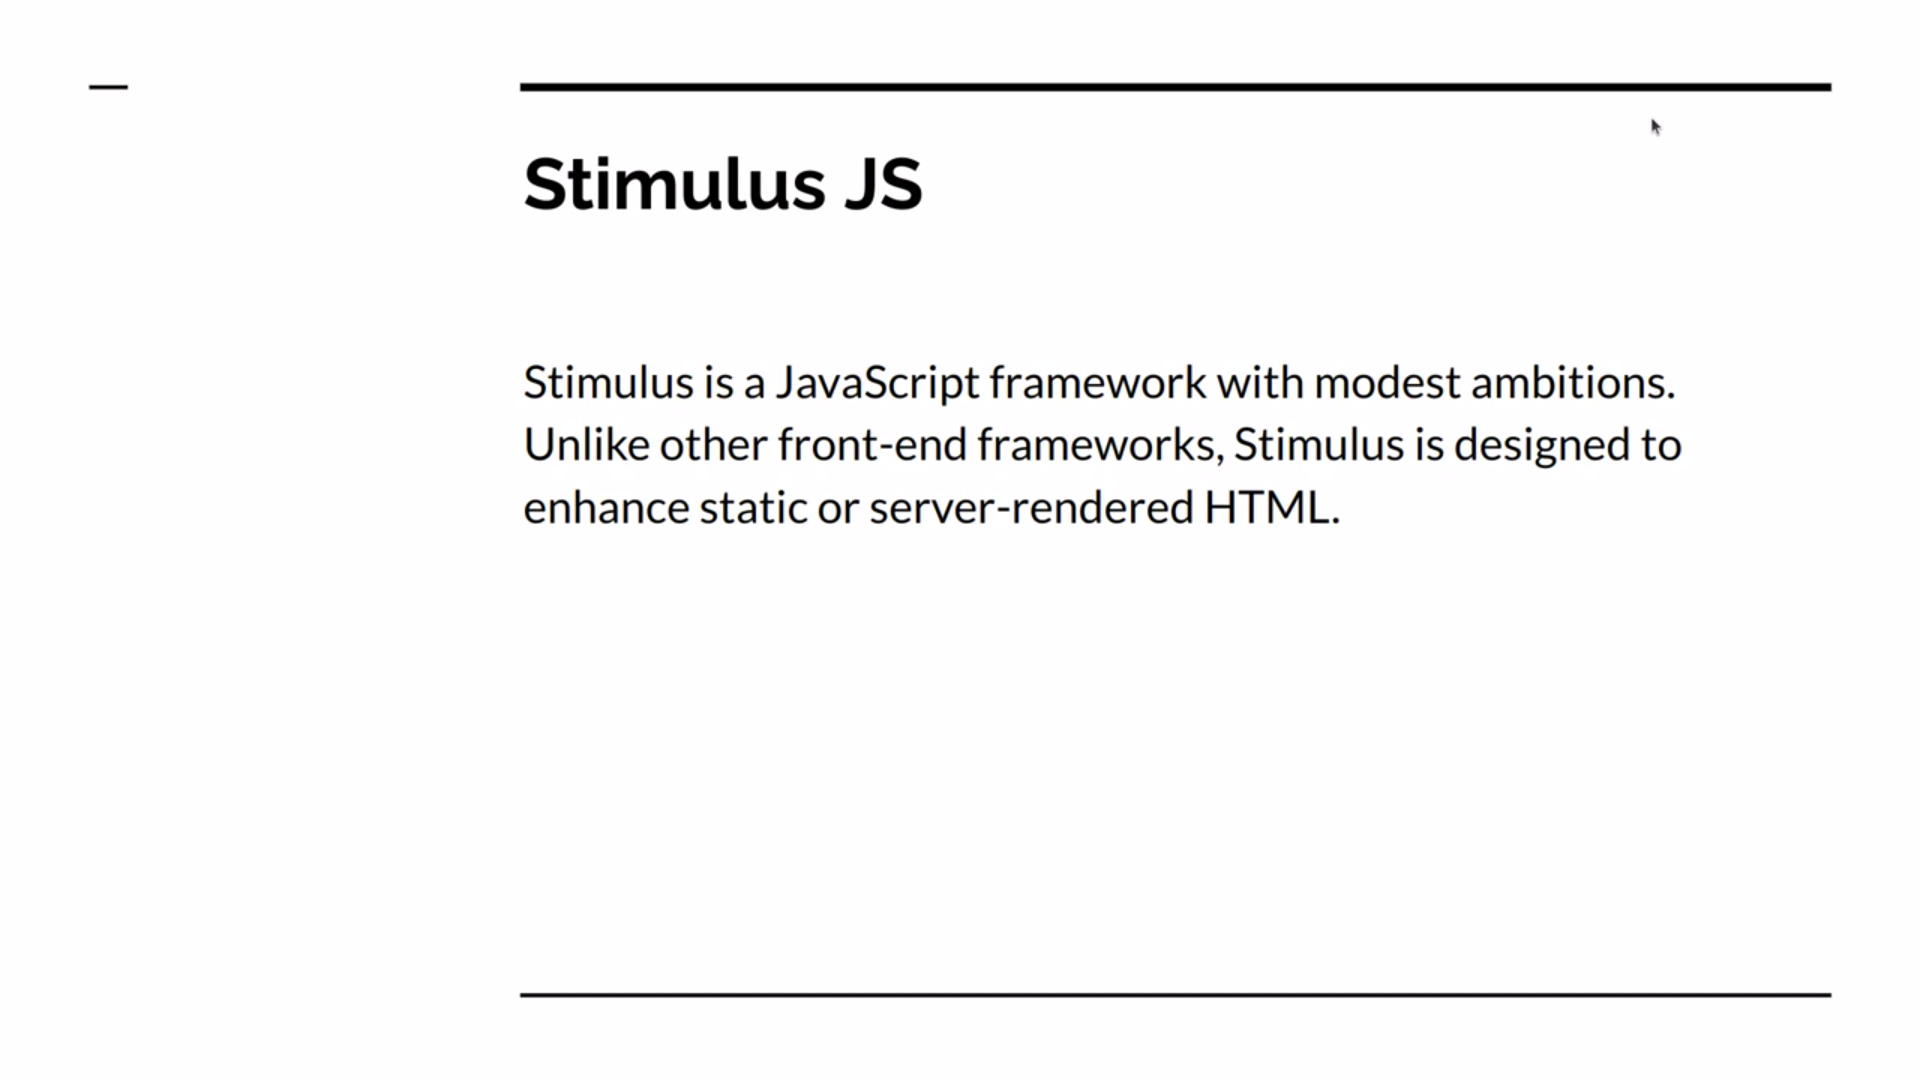 Stimulus JS
Stimulus is a JavaScript framework with modest ambitions.
Unlike other front-end frameworks, Stimulus is designed to
enhance static or server-rendered HTML.